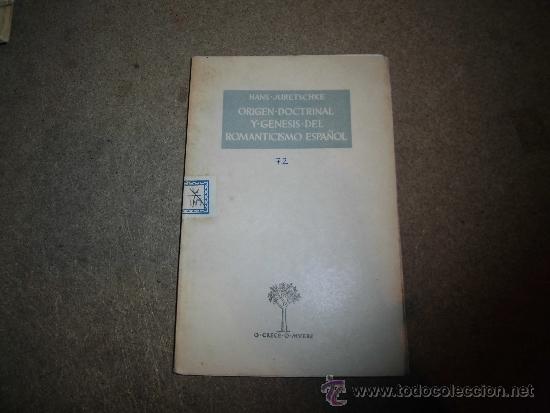 HANS·JURETSCHKE
ORIGEN·DOCTRINAL
Y·GENESIS·DEL
ROMANTICISMO ESPAÑOL
72
O·CRECE·O·MVERE
www.todocoleccion.net